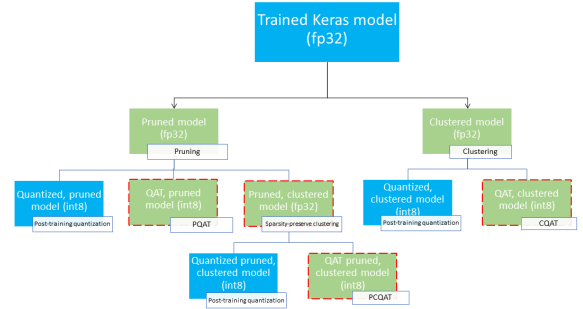 Trained Keras model
(fp32)
Pruned model
(fp32)
Pruning
Clustered model
(fp32)
Clustering
Quantized, pruned
model (int8)
Post-training quantization
QAT, pruned
model (int8)
PQAT
Pruned, clustered
model (fp32)
Sparsity-preserve clustering
Quantized,
clustered model
(int8)
Post-training quantization
QAT, clustered
model (int8)
CQAT
Quantized pruned,
clustered model
(int8)
Post-training quantization
QAT pruned,
clustered model
(int8)
PCQAT